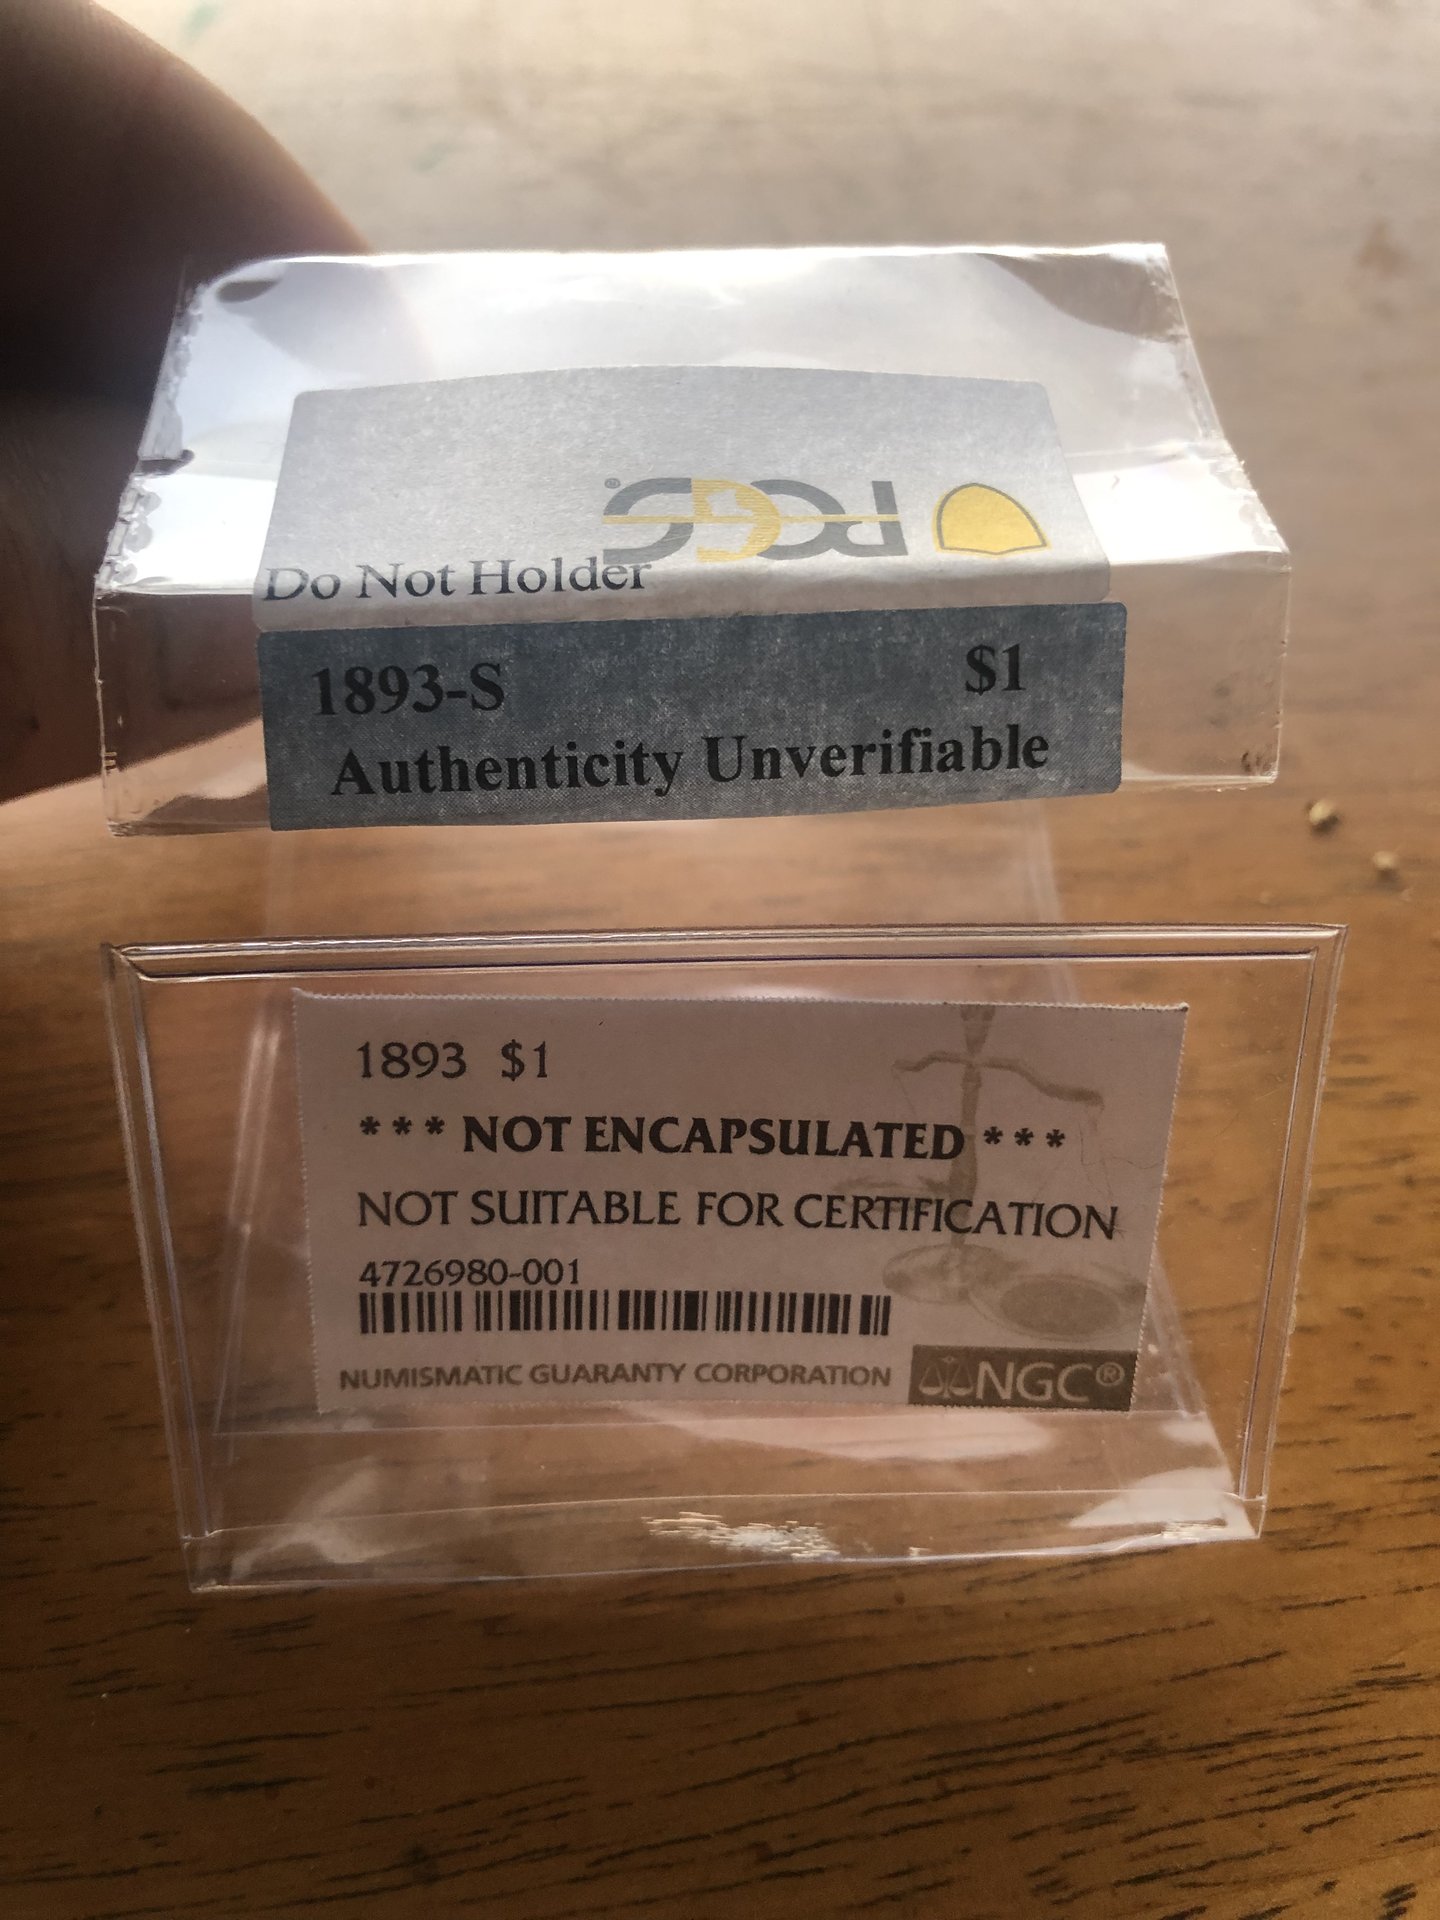 PCGS®
Do Not Holder
1893-S $1
Authenticity Unverifiable
1893 $1
*** NOT ENCAPSULATED ***
NOT SUITABLE FOR CERTIFICATION
4726980-001
NUMISMATIC GUARANTY CORPORATION NGC®